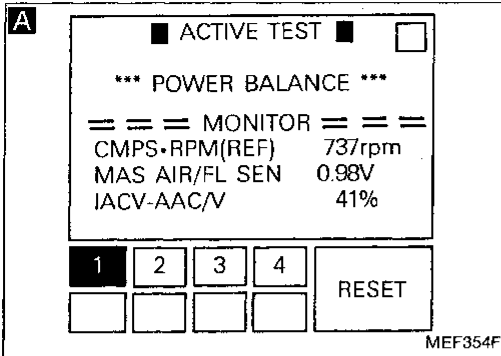 A
■ ACTIVE TEST ■
*** POWER BALANCE ***
= = = MONITOR = = =
CMPS•RPM(REF) 737rpm
MAS AIR/FL SEN 0.98V
IACV-AAC/V 41%
1 2 3 4
RESET
MEF354F